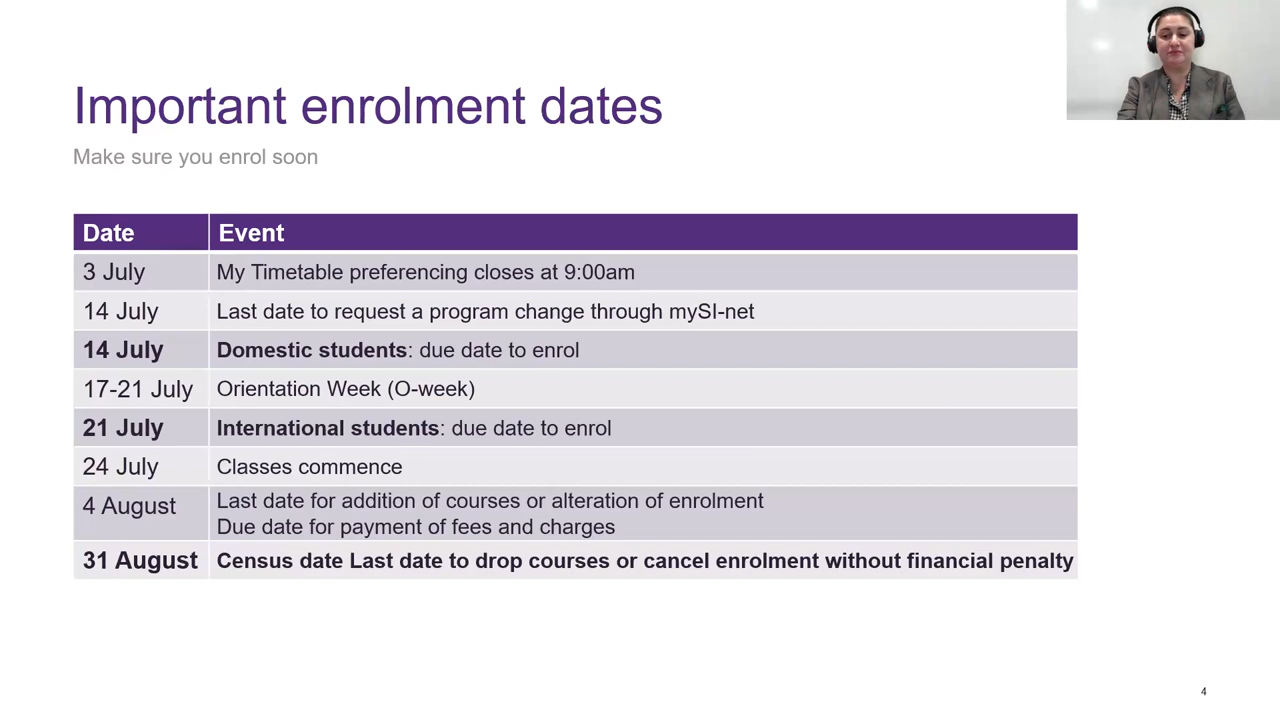 Important enrolment dates
Make sure you enrol soon
Date Event
3 July My Timetable preferencing closes at 9:00am
14 July Last date to request a program change through mySI-net
14 July Domestic students: due date to enrol
17-21 July Orientation Week (O-week)
21 July International students: due date to enrol
24 July Classes commence
4 August Last date for addition of courses or alteration of enrolment
Due date for payment of fees and charges
31 August Census date Last date to drop courses or cancel enrolment without financial penalty
4